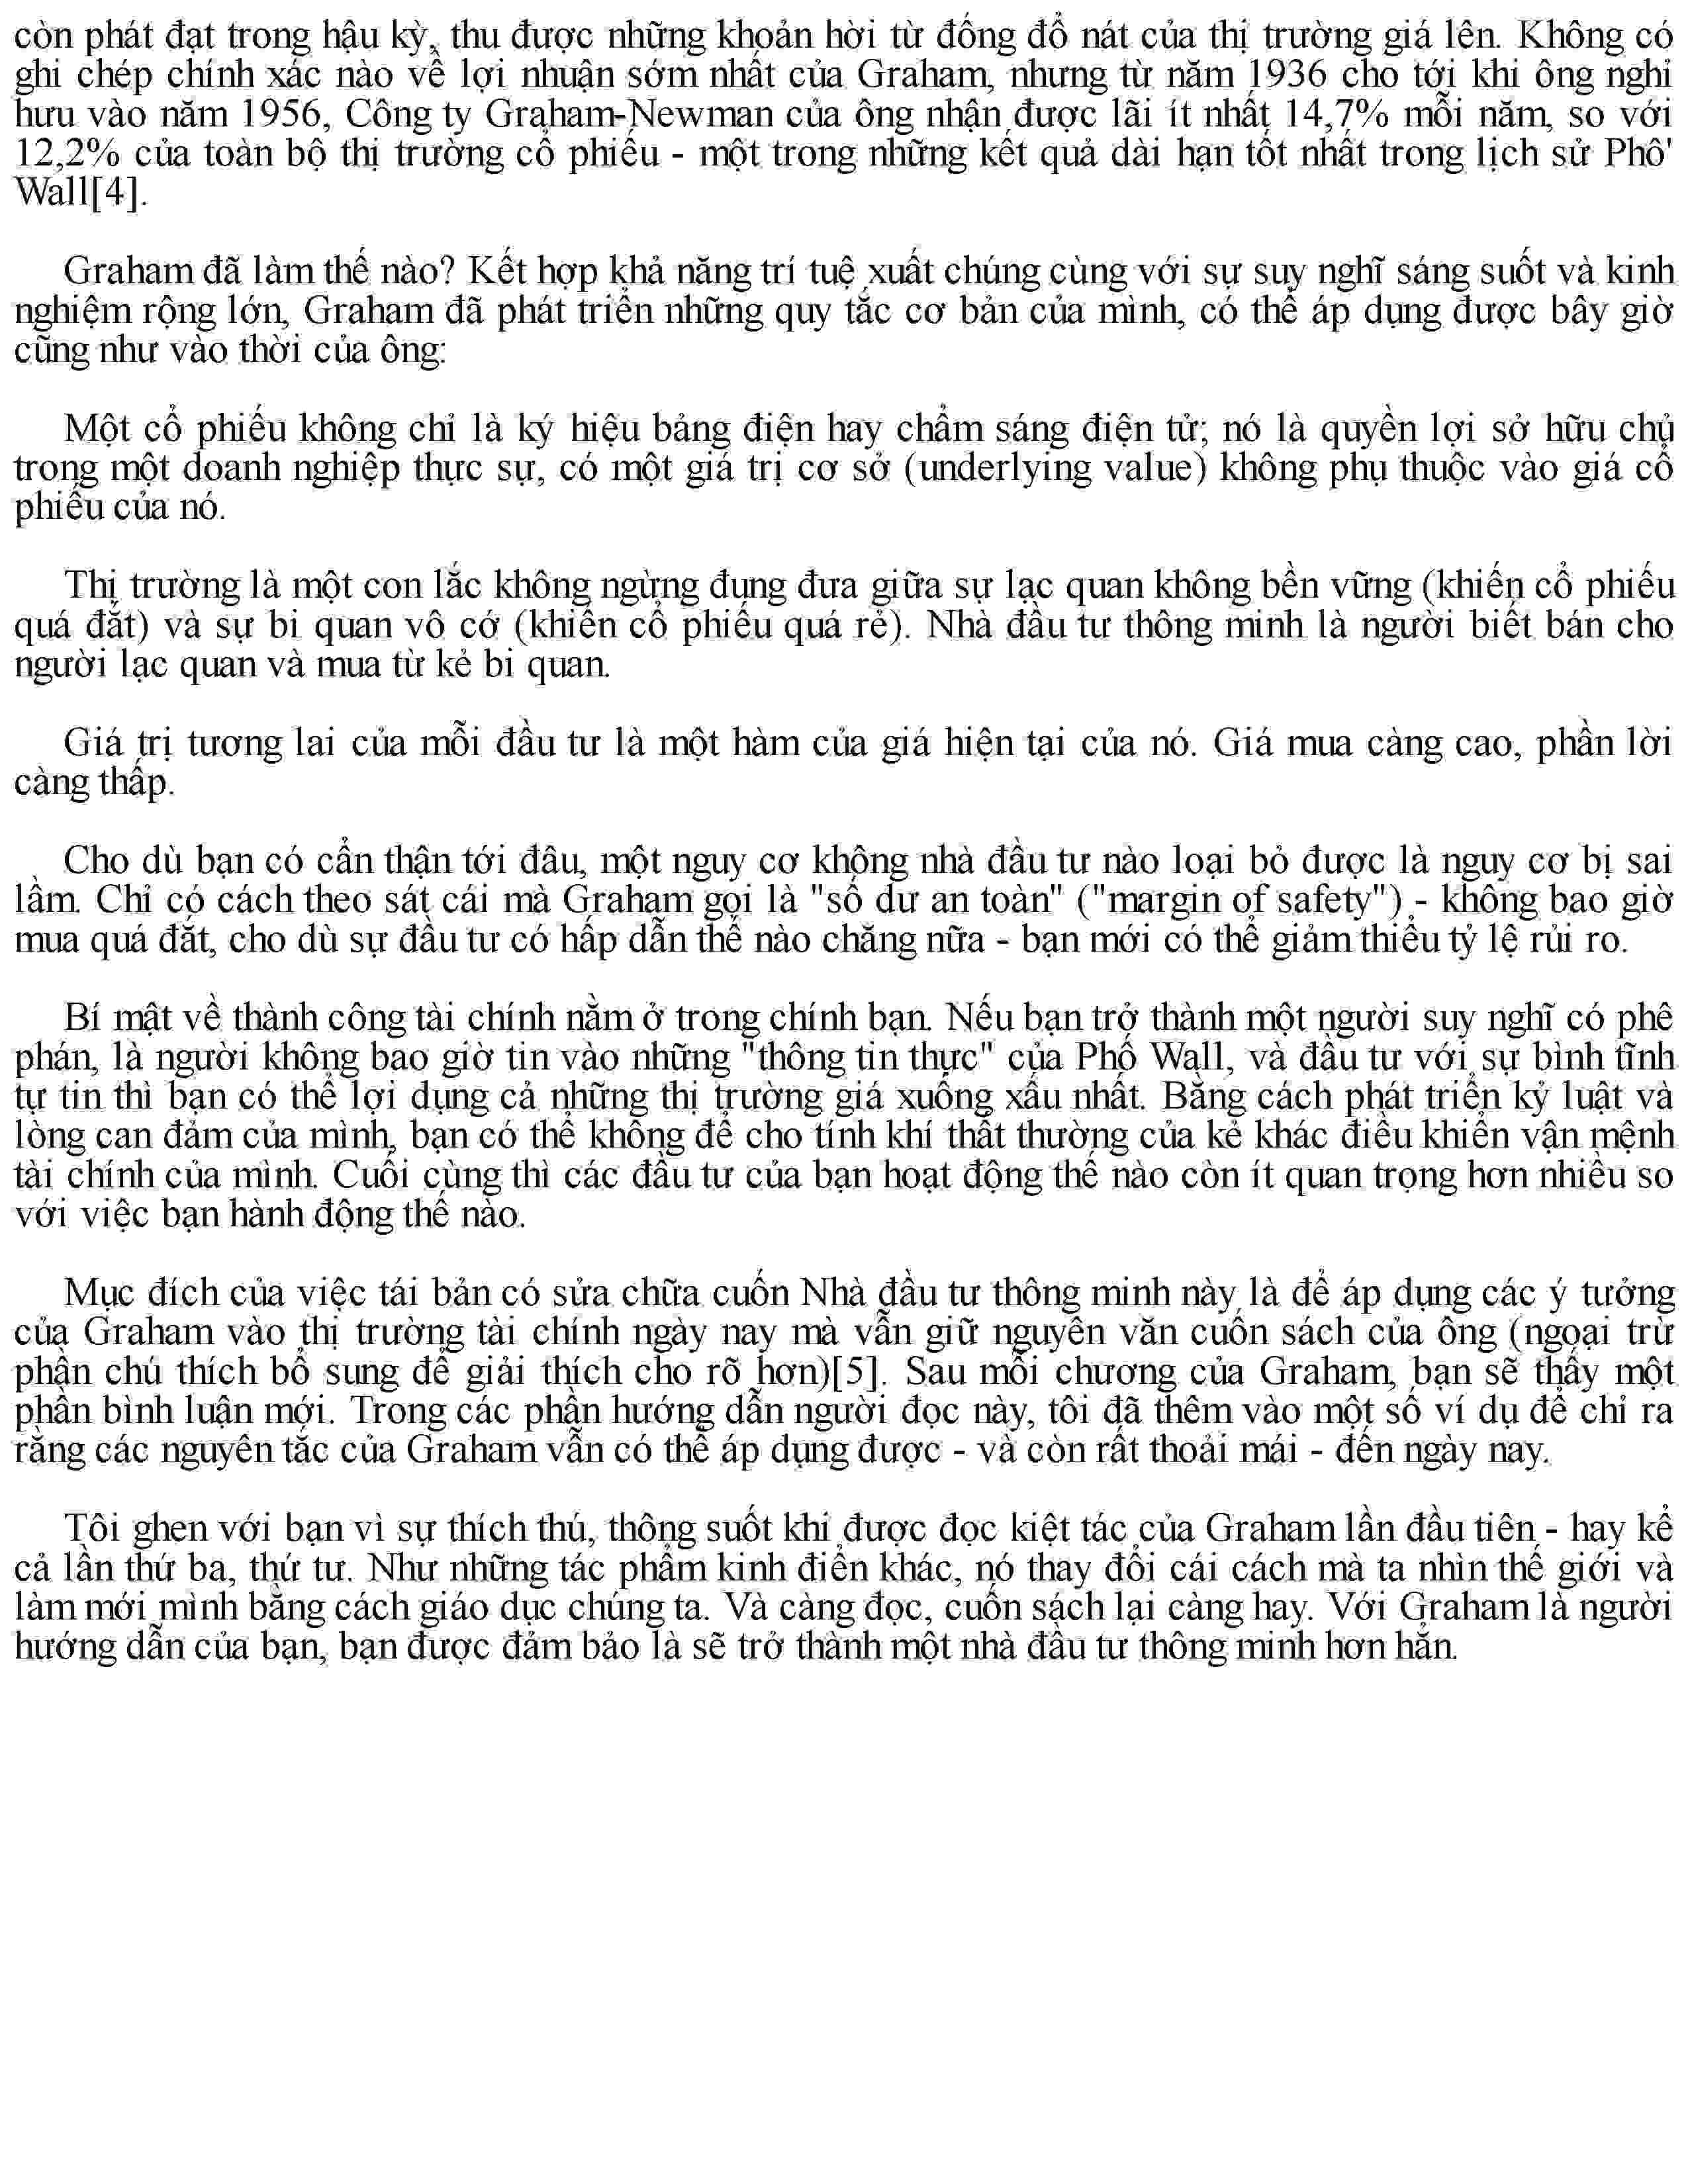 còn phát đạt trong hậu kỳ, thu được những khoản hời từ đống đổ nát của thị trường giá lên. Không có
ghi chép chính xác nào về lợi nhuận sớm nhất của Graham, nhưng từ năm 1936 cho tới khi ông nghỉ
hưu vào năm 1956, Công ty Graham-Newman của ông nhận được lãi ít nhất 14,7% mỗi năm, so với
12,2% của toàn bộ thị trường cổ phiếu - một trong những kết quả dài hạn tốt nhất trong lịch sử Phô'
Wall[4].
Graham đã làm thế nào? Kết hợp khả năng trí tuệ xuất chúng cùng với sự suy nghĩ sáng suốt và kinh
nghiệm rộng lớn, Graham đã phát triển những quy tắc cơ bản của mình, có thể áp dụng được bây giờ
cũng như vào thời của ông:
Một cổ phiếu không chỉ là ký hiệu bảng điện hay chẩm sáng điện tử; nó là quyền lợi sở hữu chủ
trong một doanh nghiệp thực sự, có một giá trị cơ sở (underlying value) không phụ thuộc vào giá cổ
phiếu của nó.
Thị trường là một con lắc không ngừng đung đưa giữa sự lạc quan không bền vững (khiến cổ phiếu
quá đắt) và sự bi quan vô cớ (khiến cổ phiếu quá rẻ). Nhà đầu tư thông minh là người biết bán cho
người lạc quan và mua từ kẻ bi quan.
Giá trị tương lai của mỗi đầu tư là một hàm của giá hiện tại của nó. Giá mua càng cao, phần lời
càng thấp.
Cho dù bạn có cẩn thận tới đâu, một nguy cơ không nhà đầu tư nào loại bỏ được là nguy cơ bị sai
lầm. Chỉ có cách theo sát cái mà Graham gọi là "số dư an toàn" ("margin of safety") - không bao giờ
mua quá đắt, cho dù sự đầu tư có hấp dẫn thế nào chăng nữa - bạn mới có thể giảm thiểu tỷ lệ rủi ro.
Bí mật về thành công tài chính nằm ở trong chính bạn. Nếu bạn trở thành một người suy nghĩ có phê
phán, là người không bao giờ tin vào những "thông tin thực" của Phố Wall, và đầu tư với sự bình tĩnh
tự tin thì bạn có thể lợi dụng cả những thị trường giá xuống xấu nhất. Bằng cách phát triển kỷ luật và
lòng can đảm của mình, bạn có thể không để cho tính khí thất thường của kẻ khác điều khiển vận mệnh
tài chính của mình. Cuối cùng thì các đầu tư của bạn hoạt động thế nào còn ít quan trọng hơn nhiều so
với việc bạn hành động thế nào.
Mục đích của việc tái bản có sửa chữa cuốn Nhà đầu tư thông minh này là để áp dụng các ý tưởng
của Graham vào thị trường tài chính ngày nay mà vẫn giữ nguyên văn cuốn sách của ông (ngoại trừ
phần chú thích bổ sung để giải thích cho rõ hơn)[5]. Sau mỗi chương của Graham, bạn sẽ thấy một
phần bình luận mới. Trong các phần hướng dẫn người đọc này, tôi đã thêm vào một số ví dụ để chỉ ra
rằng các nguyên tắc của Graham vẫn có thể áp dụng được - và còn rất thoải mái - đến ngày nay.
Tôi ghen với bạn vì sự thích thú, thông suốt khi được đọc kiệt tác của Graham lần đầu tiên - hay kể
cả lần thứ ba, thứ tư. Như những tác phẩm kinh điển khác, nó thay đổi cái cách mà ta nhìn thế giới và
làm mới mình bằng cách giáo dục chúng ta. Và càng đọc, cuốn sách lại càng hay. Với Graham là người
hướng dẫn của bạn, bạn được đảm bảo là sẽ trở thành một nhà đầu tư thông minh hơn hẳn.